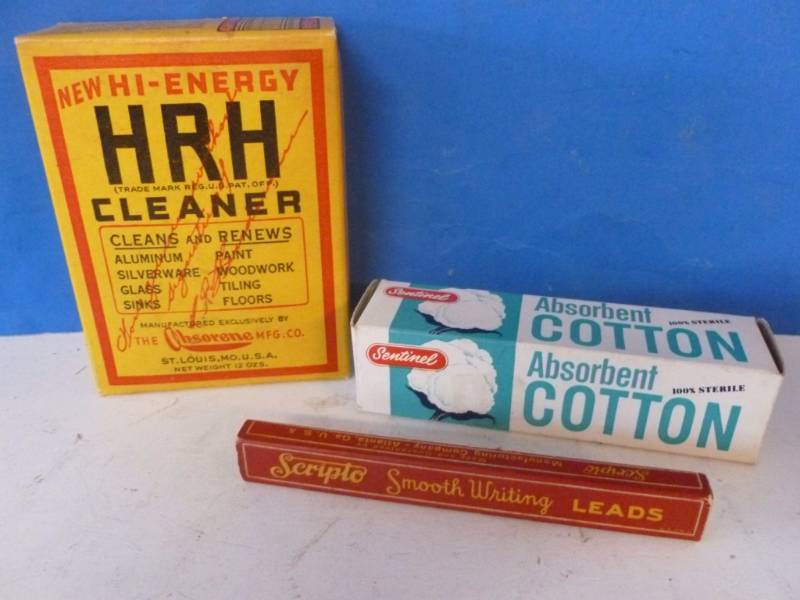 NEW HI-ENERGY
HRH
(TRADE MARK REG.U.S.PAT.OFF.)
CLEANER
CLEANS AND RENEWS
ALUMINUM PAINT
SILVERWARE WOODWORK
GLASS TILING
SINKS FLOORS
MANUFACTURED EXCLUSIVELY BY
THE Absorene MFG. CO.
ST. LOUIS, MO. U.S.A.
NET WEIGHT 12 OZS.
Sentinel
Absorbent
COTTON
100% STERILE
Sentinel
Absorbent
COTTON
100% STERILE
Scripto
Manufacturing Company - Atlanta, Ga. U.S.A.
Scripto Smooth Writing LEADS